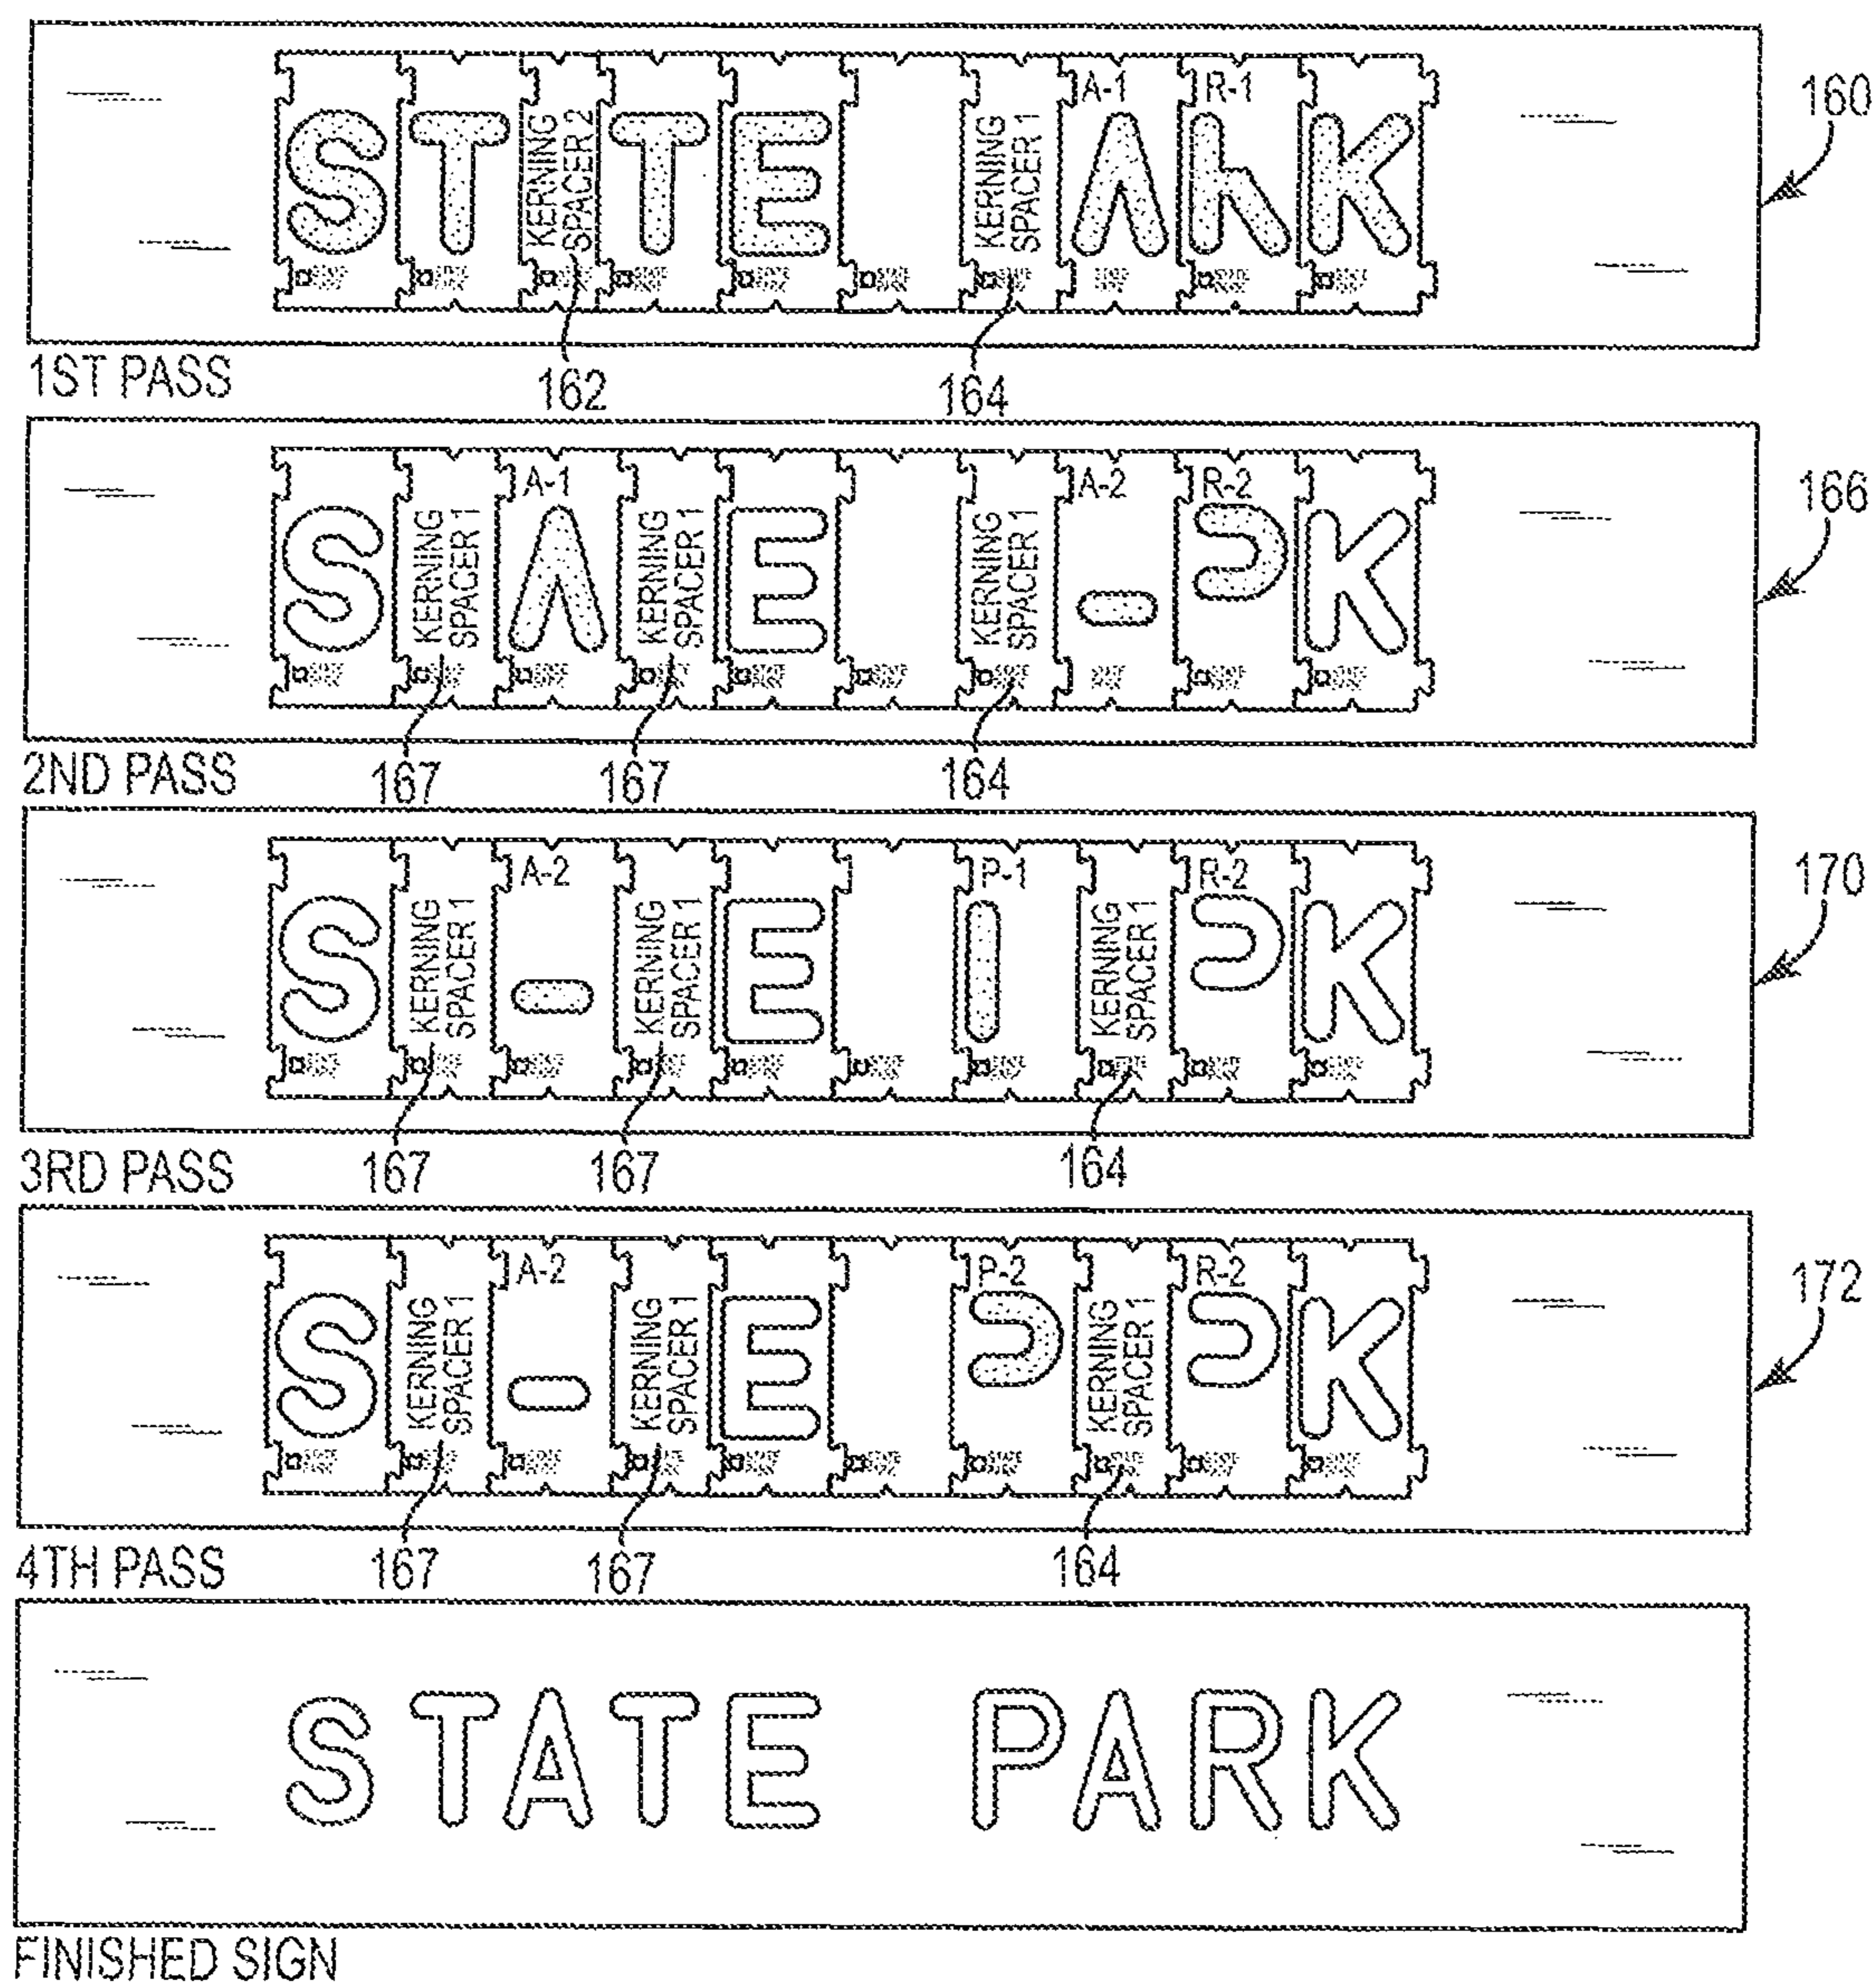 A-1 R-1
S T KERNING SPACER 2 T E KERNING SPACER 1 Λ K
160
1ST PASS
162 164
A-1 A-2 R-2
S KERNING SPACER 1 Λ KERNING SPACER 1 E KERNING SPACER 1 - K
166
2ND PASS
167 167 164
A-2 P-1 R-2
S KERNING SPACER 1 - KERNING SPACER 1 E KERNING SPACER 1 K
170
3RD PASS
167 167 164
A-2 P-2 R-2
S KERNING SPACER 1 - KERNING SPACER 1 E KERNING SPACER 1 K
172
4TH PASS
167 167 164
STATE PARK
FINISHED SIGN